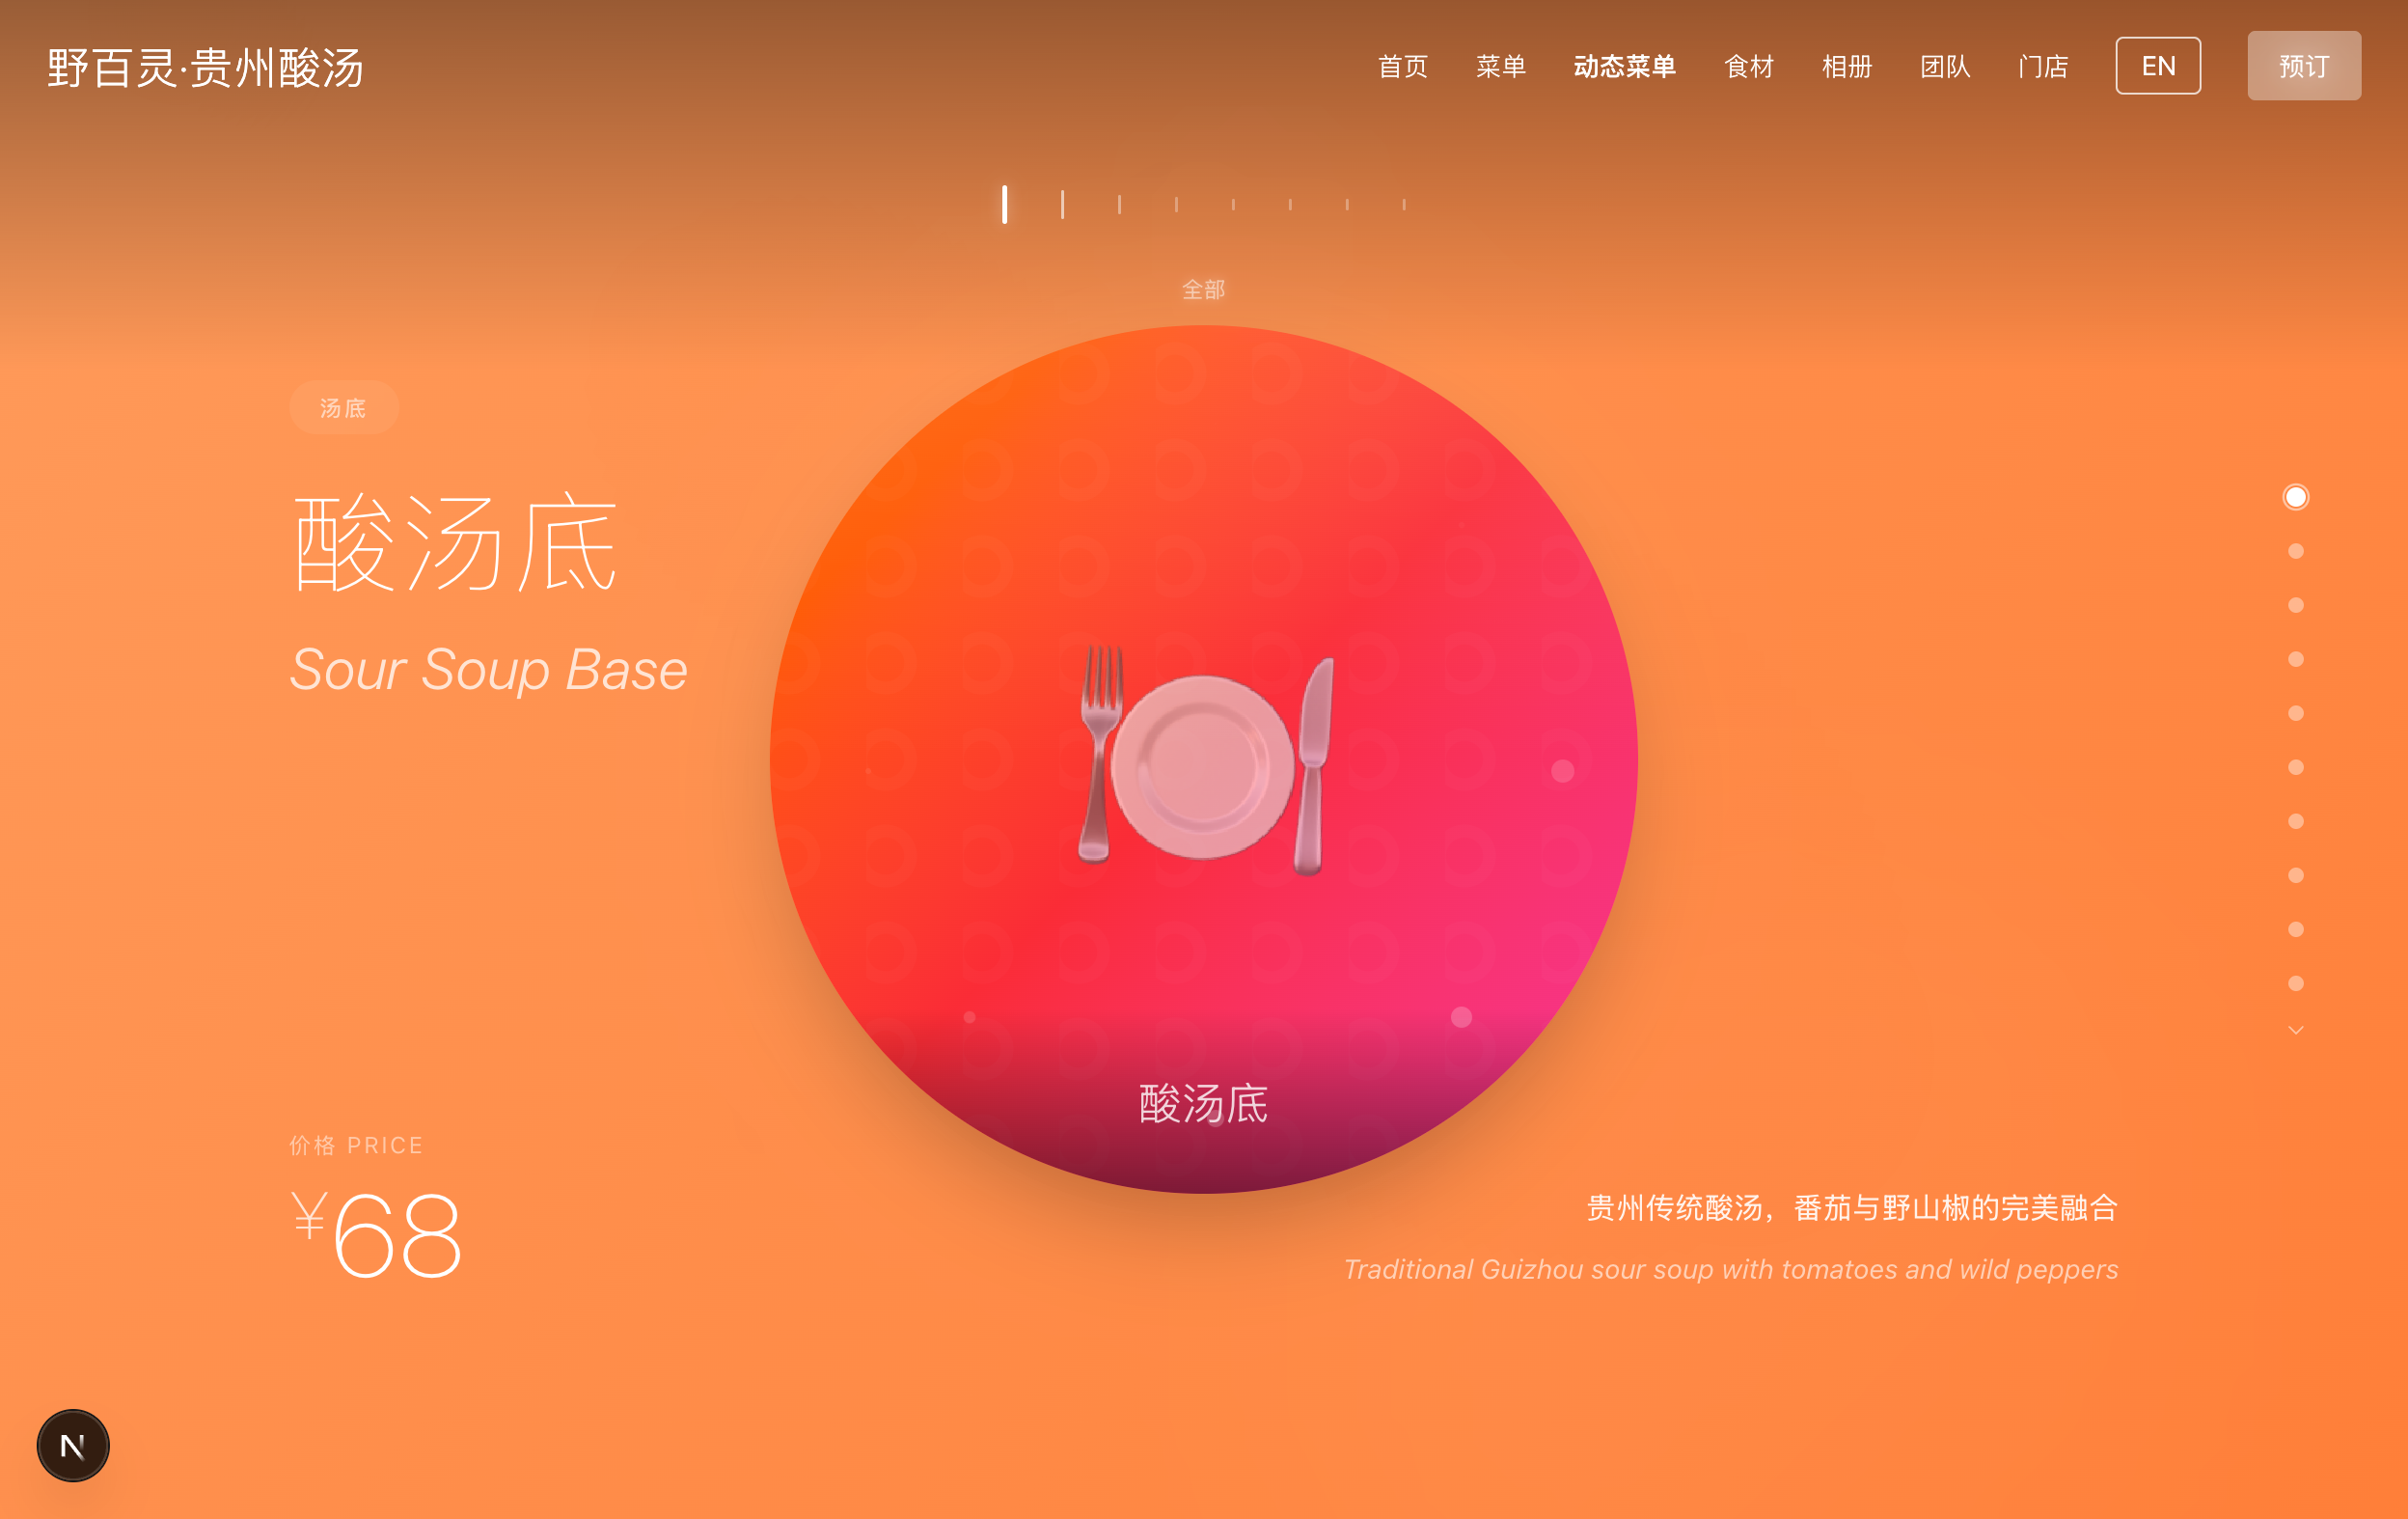 野百灵·贵州酸汤
首页 菜单 动态菜单 食材 相册 团队 门店 EN 预订
全部
汤底
酸汤底
Sour Soup Base
酸汤底
价格 PRICE
¥68
贵州传统酸汤，番茄与野山椒的完美融合
Traditional Guizhou sour soup with tomatoes and wild peppers
N